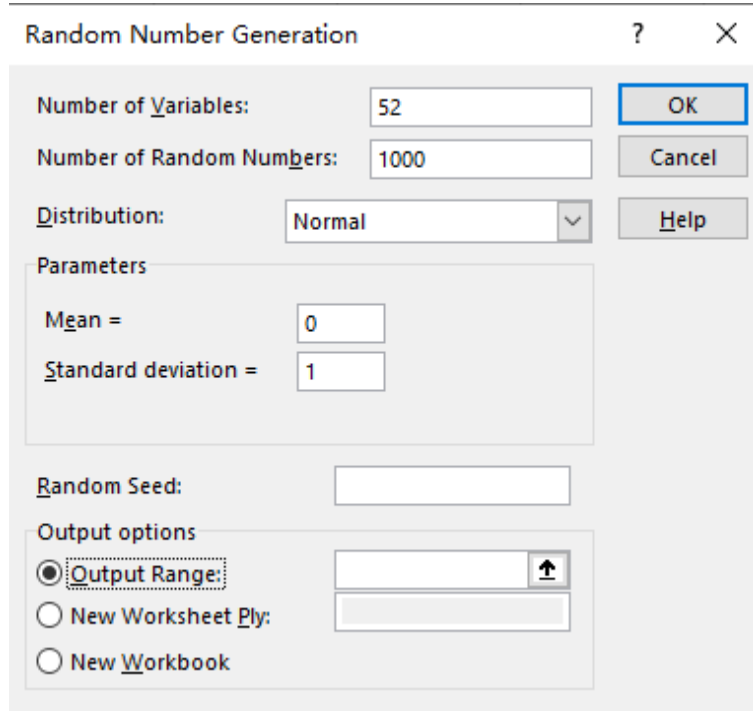 Random Number Generation ?
Number of Variables: 52 OK
Number of Random Numbers: 1000 Cancel
Distribution: Normal Help
Parameters
Mean = 0
Standard deviation = 1
Random Seed:
Output options
Output Range:
New Worksheet Ply:
New Workbook